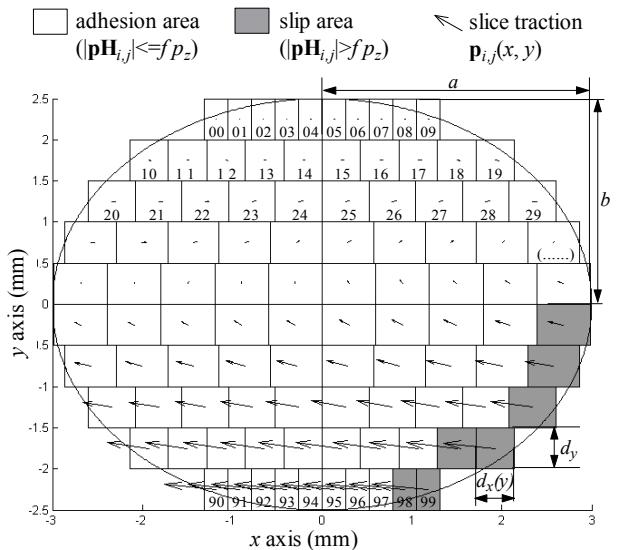 adhesion area
(|pH_{i,j}|<=f p_z)
slip area
(|pH_{i,j}|>f p_z)
slice traction
p_{i,j}(x, y)
a
b
2.5
2
1.5
1
.5
0
-.5
-1
-1.5
-2
-2.5
00 01 02 03 04 05 06 07 08 09
10 11 12 13 14 15 16 17 18 19
20 21 22 23 24 25 26 27 28 29
(......)
90 91 92 93 94 95 96 97 98 99
d_y
d_x(y)
-3 -2 -1 0 1 2 3
x axis (mm)
y axis (mm)